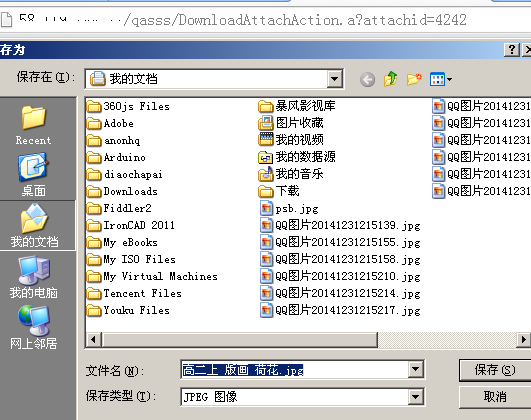 /qasss/DownloadAttachAction.a?attachid=4242
存为
保存在(I):
我的文档
Recent
桌面
我的文档
我的电脑
网上邻居
360js Files
Adobe
anonhq
Arduino
diaochapai
Downloads
Fiddler2
IronCAD 2011
My eBooks
My ISO Files
My Virtual Machines
Tencent Files
Youku Files
暴风影视库
图片收藏
我的视频
我的数据源
我的音乐
下载
psb.jpg
QQ图片20141231215139.jpg
QQ图片20141231215155.jpg
QQ图片20141231215158.jpg
QQ图片20141231215210.jpg
QQ图片20141231215214.jpg
QQ图片20141231215217.jpg
QQ图片20141231
QQ图片20141231
QQ图片20141231
QQ图片20141231
QQ图片20141231
QQ图片20141231
文件名(N):
高二上 版画 荷花.jpg
保存(S)
保存类型(T):
JPEG 图像
取消